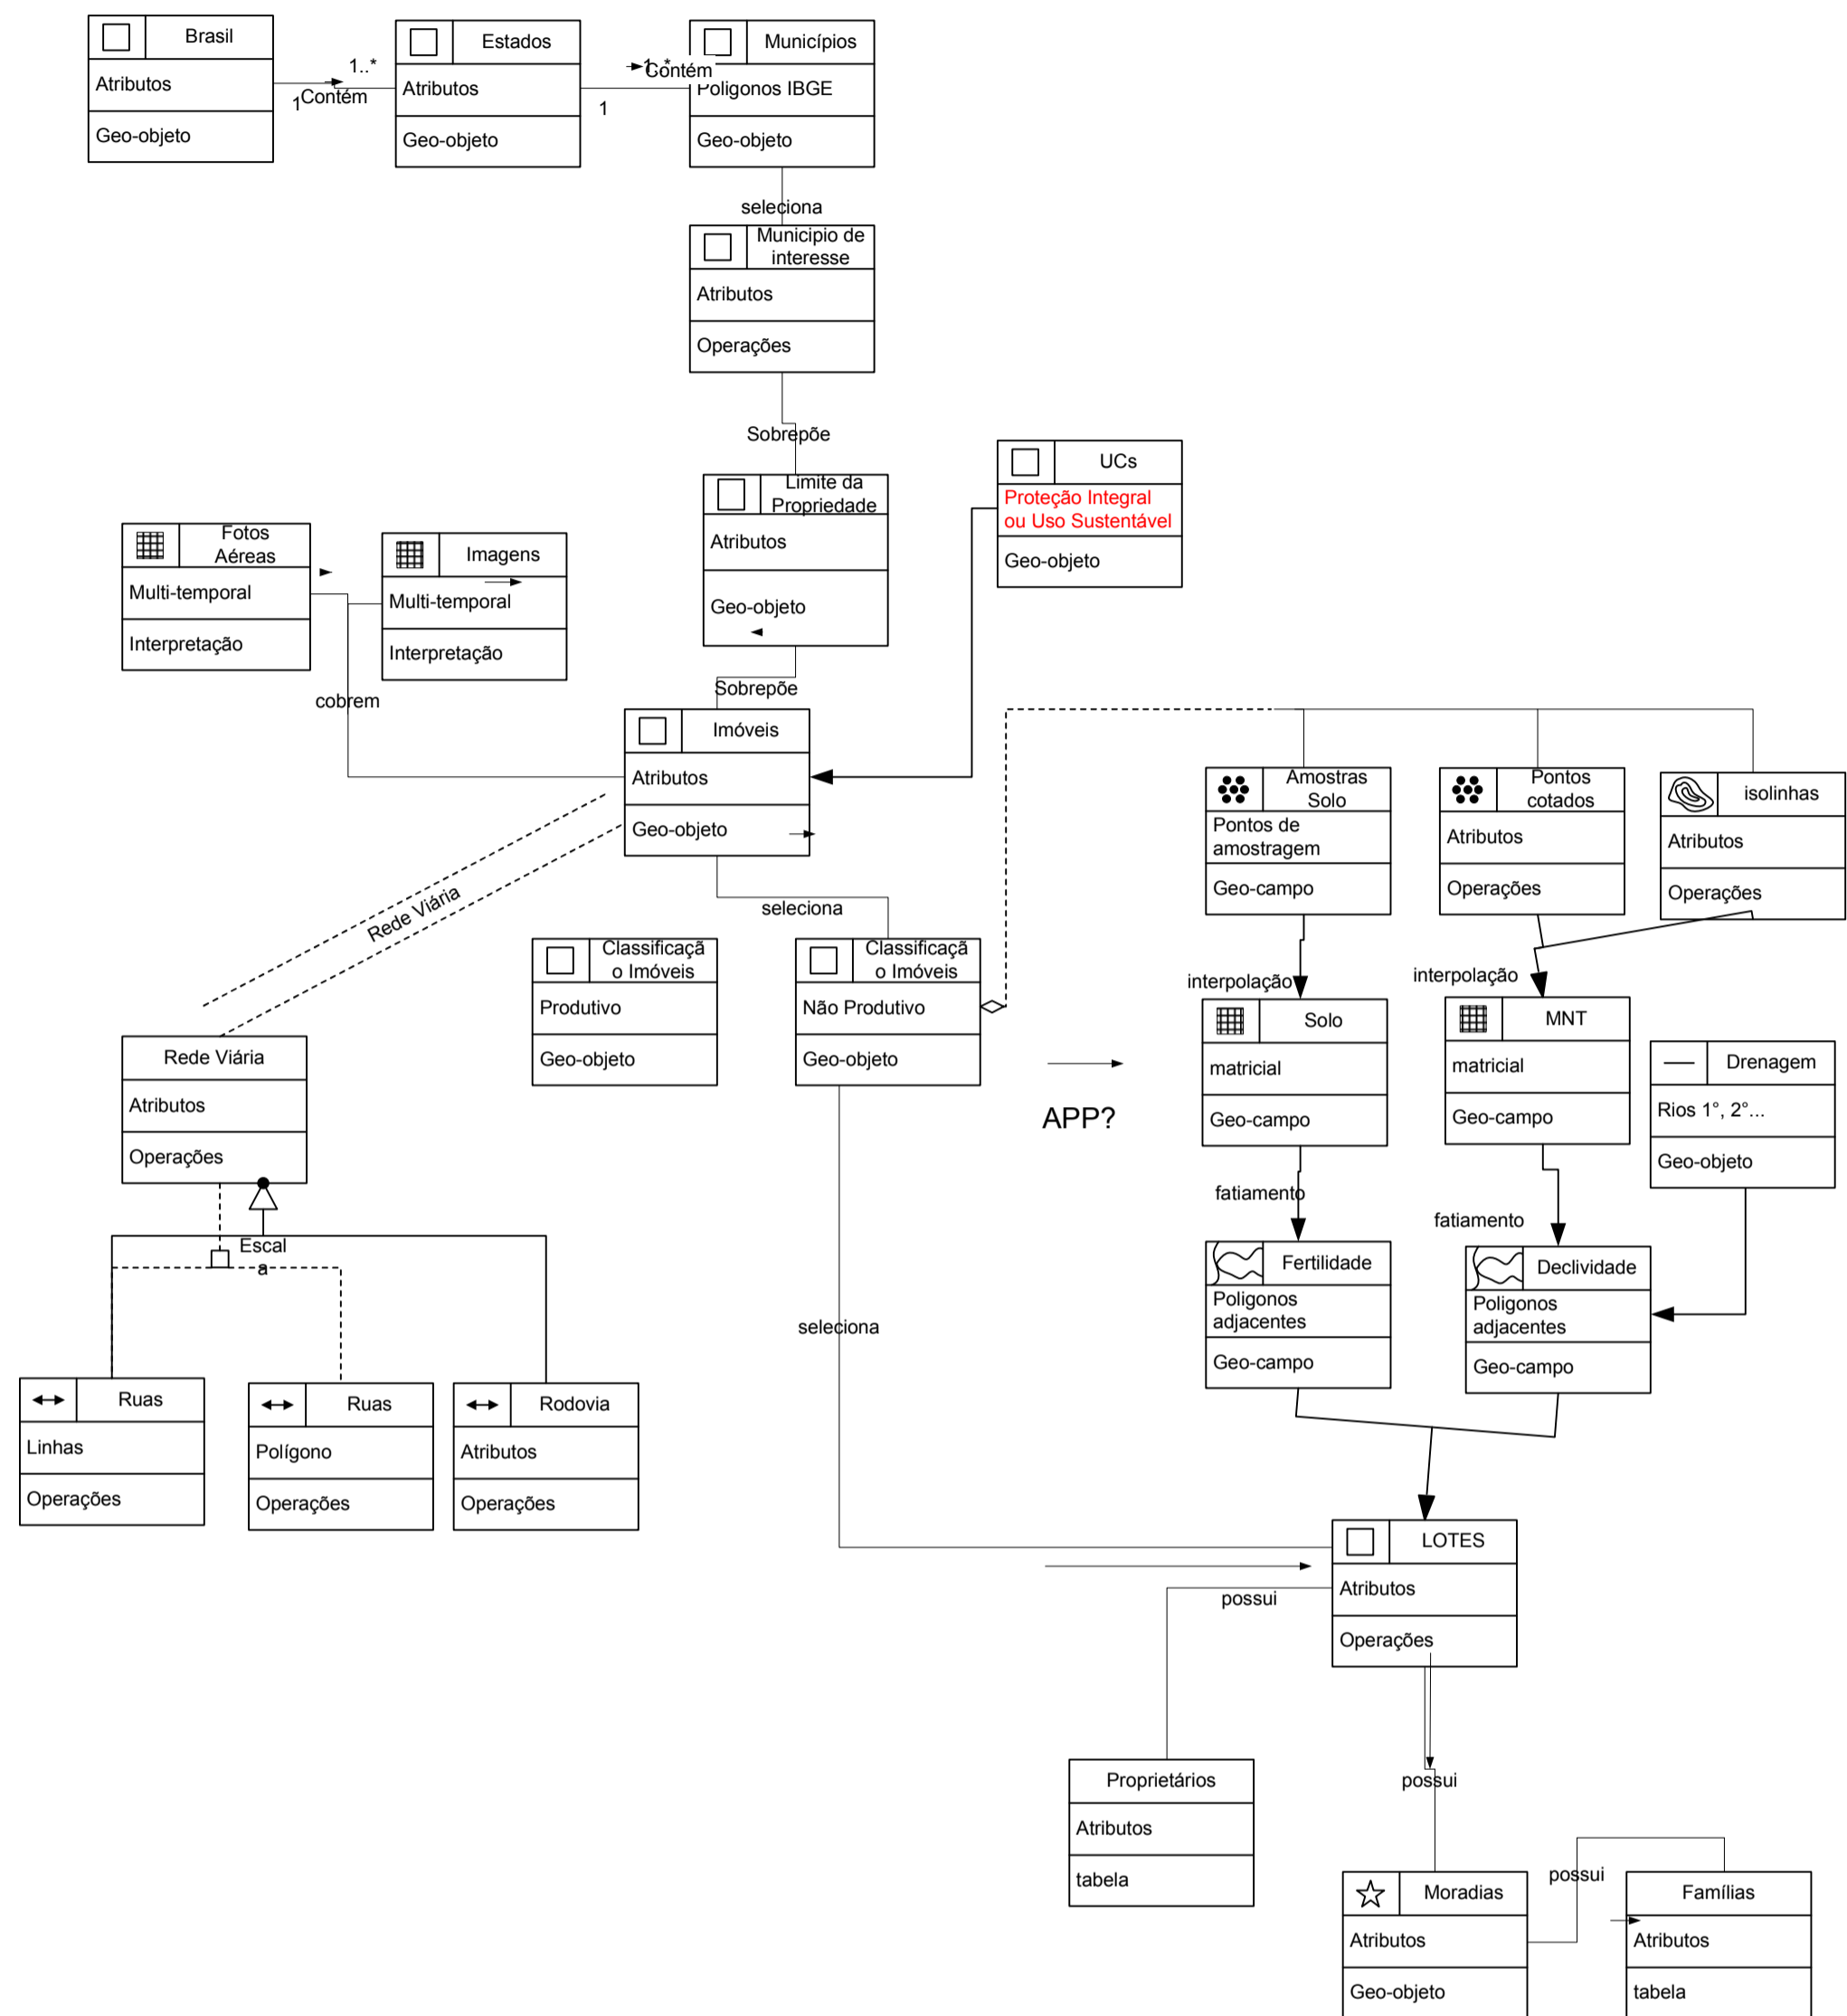 Brasil
Atributos
Geo-objeto
1
Contém
1..*
Estados
Atributos
Geo-objeto
1
Contém
1..*
Municípios
Poligonos IBGE
Geo-objeto
seleciona
Municipio de
interesse
Atributos
Operações
Sobrepõe
Limite da
Propriedade
Atributos
Geo-objeto
UCs
Proteção Integral
ou Uso Sustentável
Geo-objeto
Fotos
Aéreas
Multi-temporal
Interpretação
Imagens
Multi-temporal
Interpretação
cobrem
Sobrepõe
Imóveis
Atributos
Geo-objeto
Rede Viária
seleciona
Classificaçã
o Imóveis
Produtivo
Geo-objeto
Classificaçã
o Imóveis
Não Produtivo
Geo-objeto
Amostras
Solo
Pontos de
amostragem
Geo-campo
Pontos
cotados
Atributos
Operações
isolinhas
Atributos
Operações
interpolação
interpolação
Solo
matricial
Geo-campo
MNT
matricial
Geo-campo
Drenagem
Rios 1°, 2°...
Geo-objeto
APP?
Rede Viária
Atributos
Operações
Escal
a
fatiamento
fatiamento
Fertilidade
Poligonos
adjacentes
Geo-campo
Declividade
Poligonos
adjacentes
Geo-campo
seleciona
Ruas
Linhas
Operações
Ruas
Polígono
Operações
Rodovia
Atributos
Operações
LOTES
Atributos
Operações
possui
Proprietários
Atributos
tabela
possui
Moradias
Atributos
Geo-objeto
possui
Famílias
Atributos
tabela